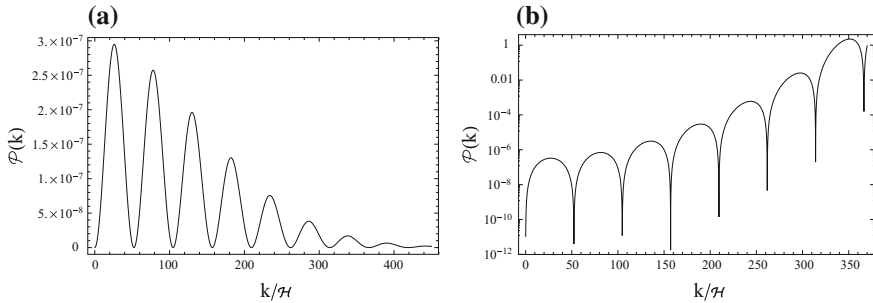 (a)
3.×10⁻⁷
2.5×10⁻⁷
2.×10⁻⁷
1.5×10⁻⁷
1.×10⁻⁷
5.×10⁻⁸
0
𝒫(k)
0 100 200 300 400
k/ℋ
(b)
1
0.01
10⁻⁴
10⁻⁶
10⁻⁸
10⁻¹⁰
10⁻¹²
𝒫(k)
0 50 100 150 200 250 300 350
k/ℋ